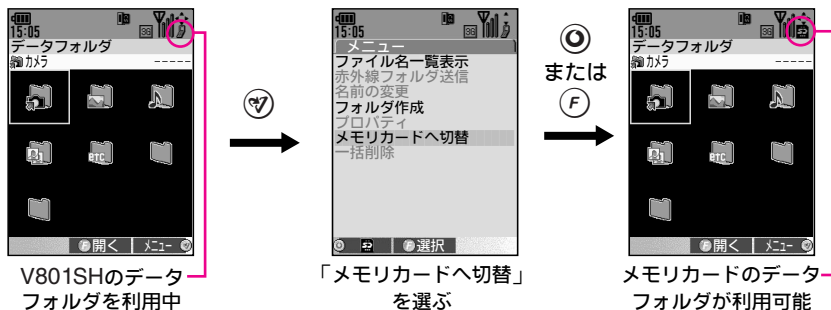 15:05
3G
データフォルダ
カメラ -----
ETC
開く メニュー
V801SHのデータ
フォルダを利用中
15:05
3G
メニュー
ファイル名一覧表示
赤外線フォルダ送信
名前の変更
フォルダ作成
プロパティ
メモリカードへ切替
一括削除
F選択
「メモリカードへ切替」
を選ぶ
または
F
15:05
3G
データフォルダ
カメラ -----
ETC
開く メニュー
メモリカードのデータ
フォルダが利用可能